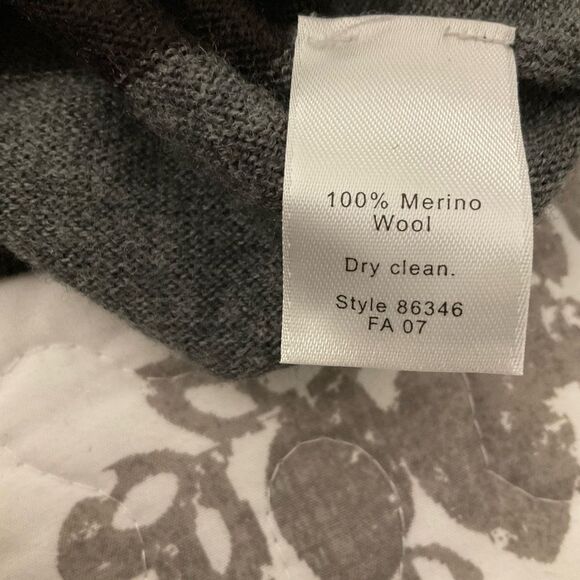 100% Merino
Wool
Dry clean.
Style 86346
FA 07